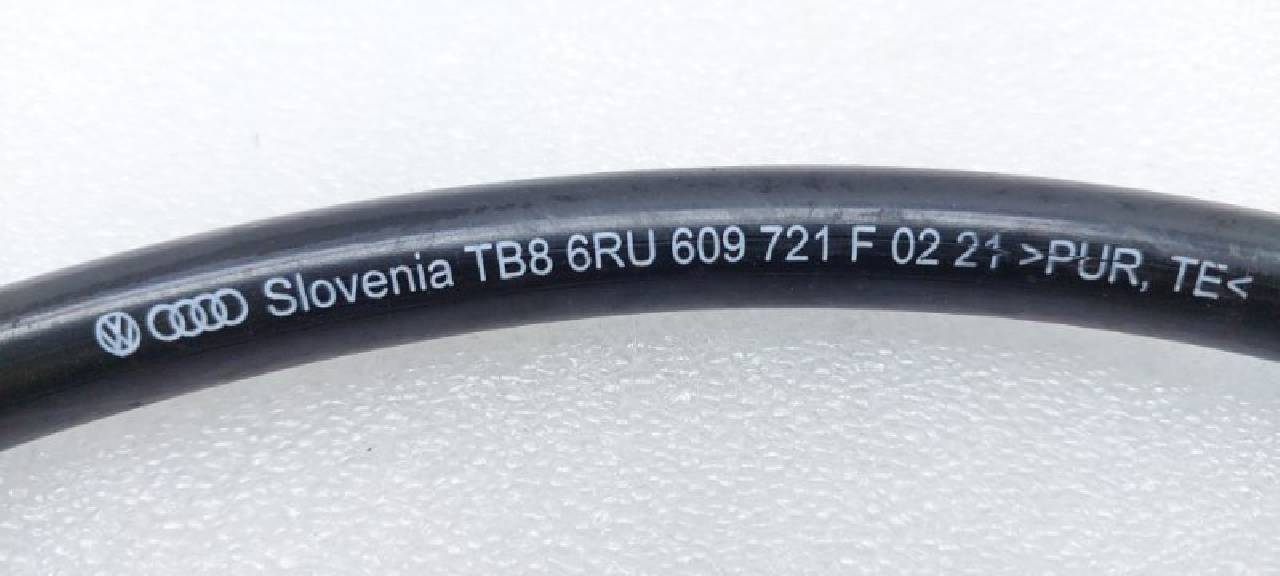 Slovenia TB8 6RU 609 721 F 02 21 >PUR, TE<